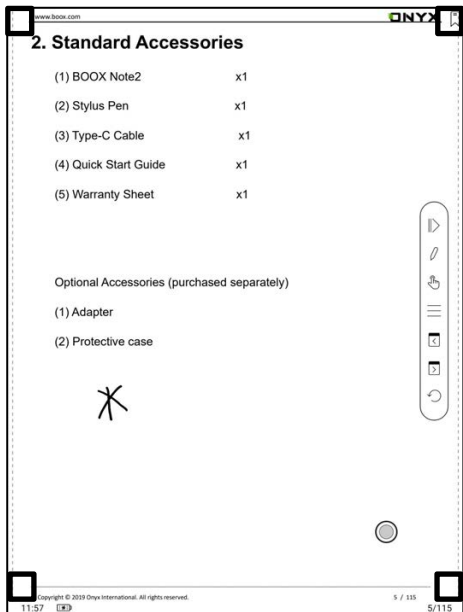 www.boox.com
ONYX
2. Standard Accessories
(1) BOOX Note2 x1
(2) Stylus Pen x1
(3) Type-C Cable x1
(4) Quick Start Guide x1
(5) Warranty Sheet x1
Optional Accessories (purchased separately)
(1) Adapter
(2) Protective case
Copyright © 2019 Onyx International. All rights reserved.
5 / 115
11:57
5/115